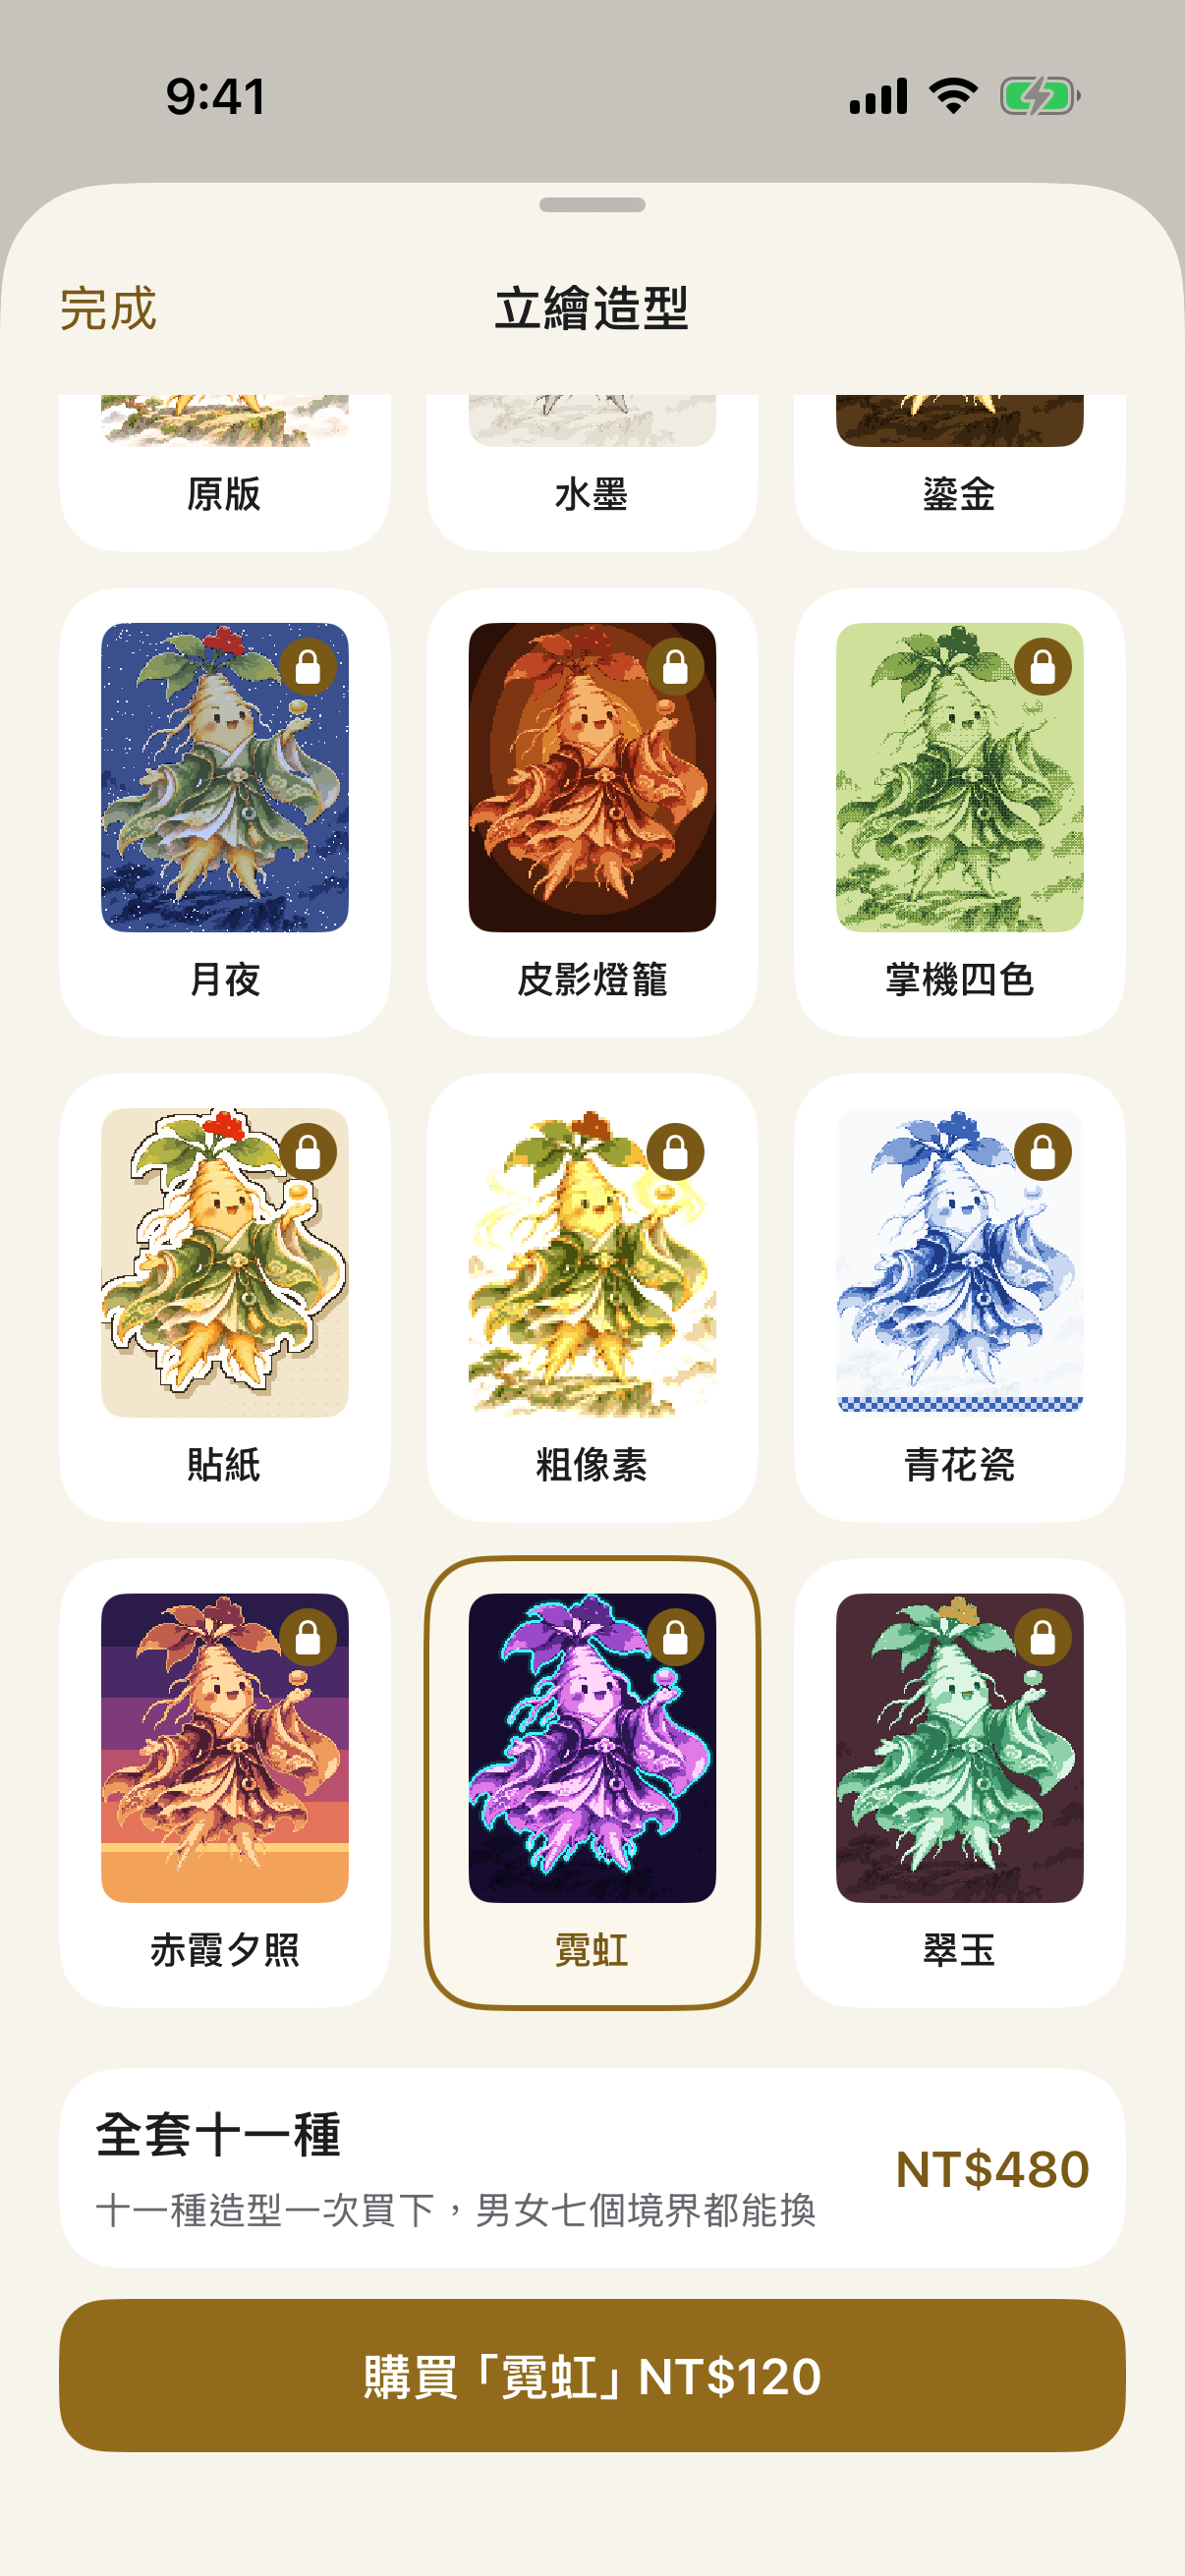 9:41
完成
立繪造型
原版
水墨
鎏金
月夜
皮影燈籠
掌機四色
貼紙
粗像素
青花瓷
赤霞夕照
霓虹
翠玉
全套十一種
十一種造型一次買下，男女七個境界都能換
NT$480
購買「霓虹」NT$120